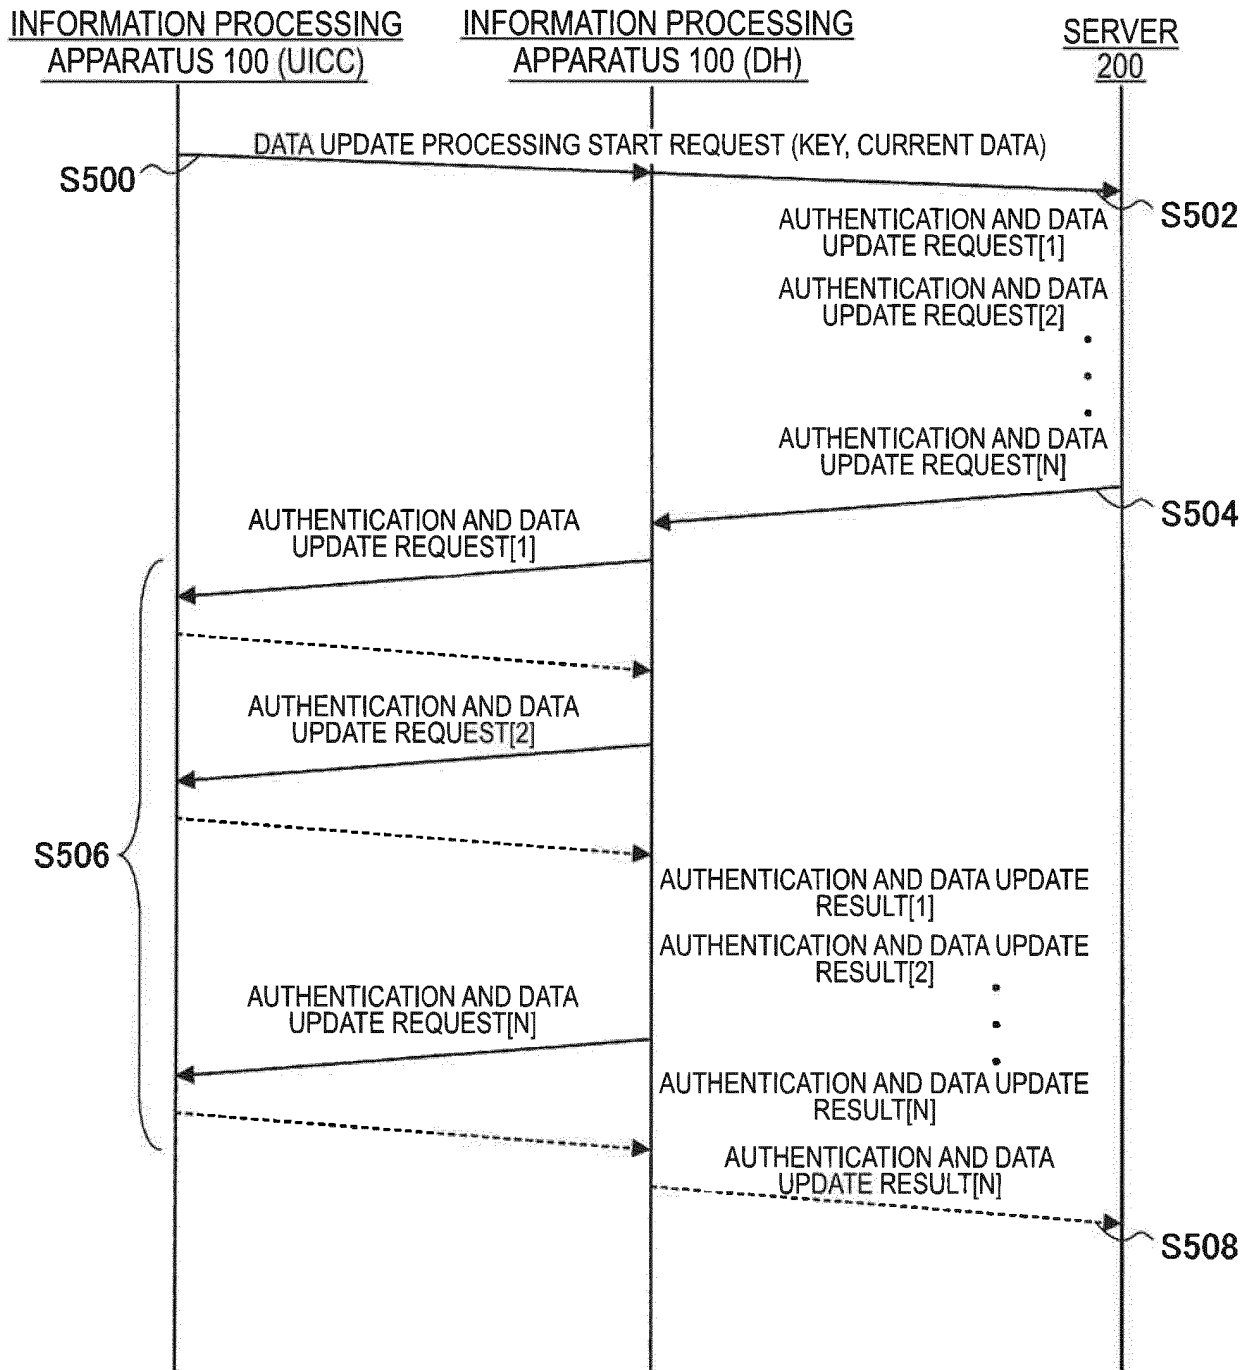 INFORMATION PROCESSING
APPARATUS 100 (UICC)
INFORMATION PROCESSING
APPARATUS 100 (DH)
SERVER
200
DATA UPDATE PROCESSING START REQUEST (KEY, CURRENT DATA)
S500
S502
AUTHENTICATION AND DATA
UPDATE REQUEST[1]
AUTHENTICATION AND DATA
UPDATE REQUEST[2]
AUTHENTICATION AND DATA
UPDATE REQUEST[N]
S504
AUTHENTICATION AND DATA
UPDATE REQUEST[1]
AUTHENTICATION AND DATA
UPDATE REQUEST[2]
S506
AUTHENTICATION AND DATA UPDATE
RESULT[1]
AUTHENTICATION AND DATA UPDATE
RESULT[2]
AUTHENTICATION AND DATA
UPDATE REQUEST[N]
AUTHENTICATION AND DATA UPDATE
RESULT[N]
AUTHENTICATION AND DATA
UPDATE RESULT[N]
S508